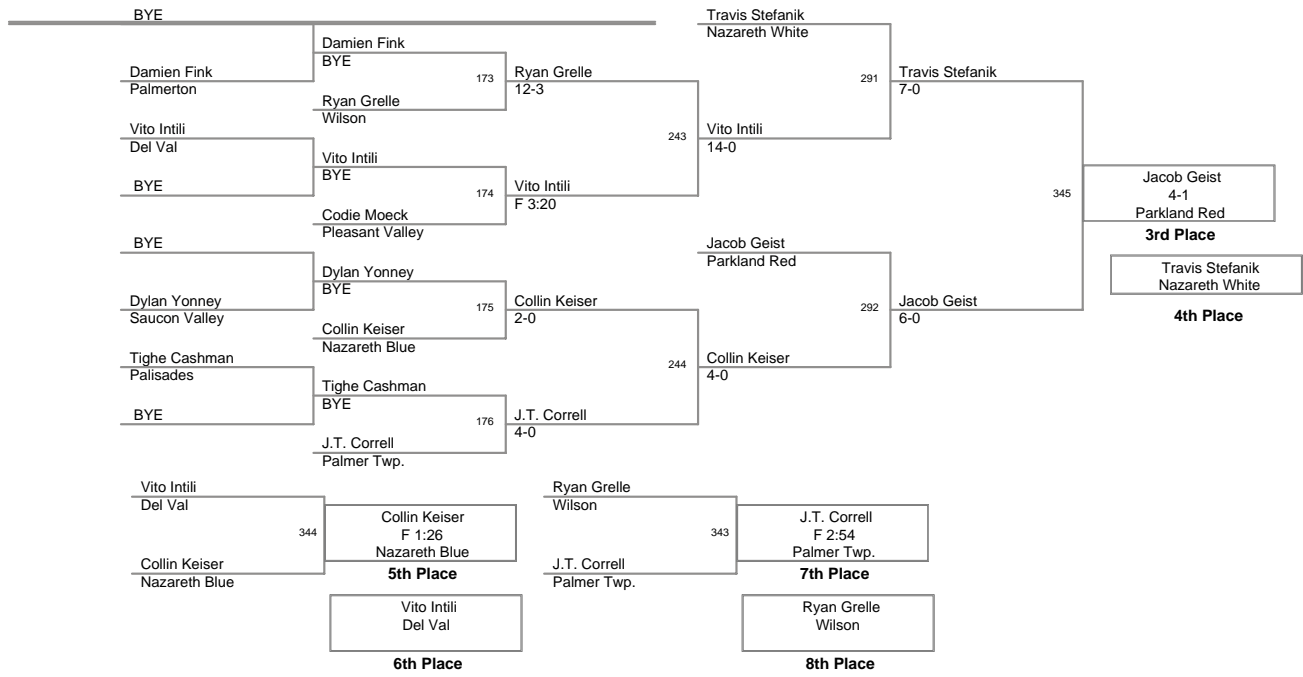 BYE
Damien Fink
Palmerton
Vito Intili
Del Val
BYE
BYE
Dylan Yonney
Saucon Valley
Tighe Cashman
Palisades
BYE
Damien Fink
BYE
173
Ryan Grelle
Wilson
Vito Intili
BYE
174
Codie Moeck
Pleasant Valley
Dylan Yonney
BYE
175
Collin Keiser
Nazareth Blue
Tighe Cashman
BYE
176
J.T. Correll
Palmer Twp.
Ryan Grelle
12-3
243
Vito Intili
F 3:20
Collin Keiser
2-0
244
J.T. Correll
4-0
Travis Stefanik
Nazareth White
291
Vito Intili
14-0
Jacob Geist
Parkland Red
292
Collin Keiser
4-0
Travis Stefanik
7-0
345
Jacob Geist
6-0
Jacob Geist
4-1
Parkland Red
3rd Place
Travis Stefanik
Nazareth White
4th Place
Vito Intili
Del Val
344
Collin Keiser
Nazareth Blue
Collin Keiser
F 1:26
Nazareth Blue
5th Place
Vito Intili
Del Val
6th Place
Ryan Grelle
Wilson
343
J.T. Correll
Palmer Twp.
J.T. Correll
F 2:54
Palmer Twp.
7th Place
Ryan Grelle
Wilson
8th Place